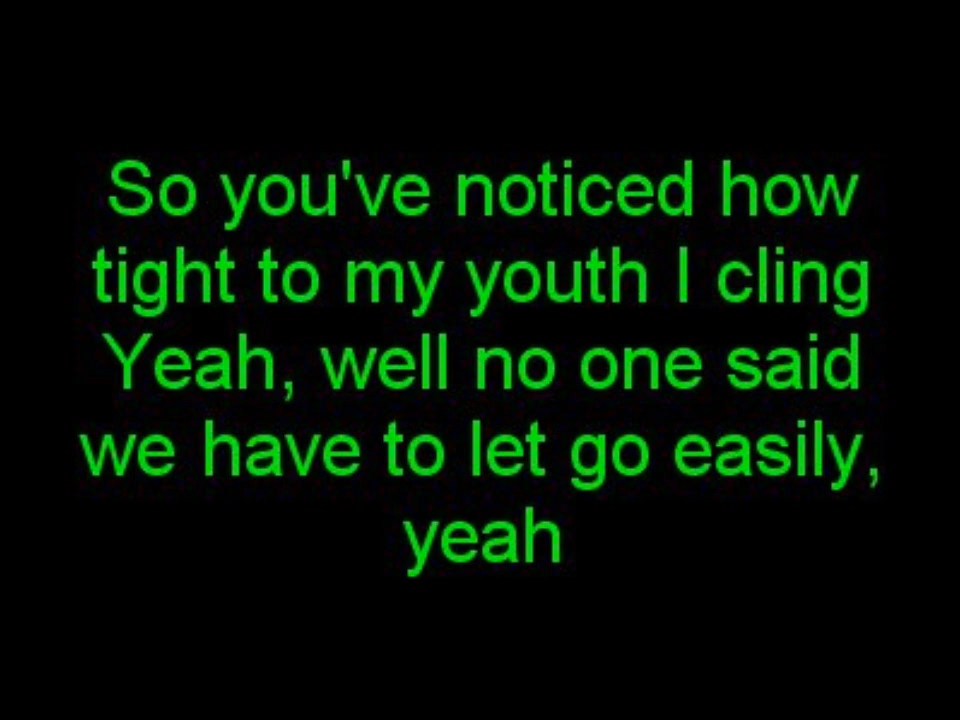 So you've noticed how
tight to my youth I cling
Yeah, well no one said
we have to let go easily,
yeah